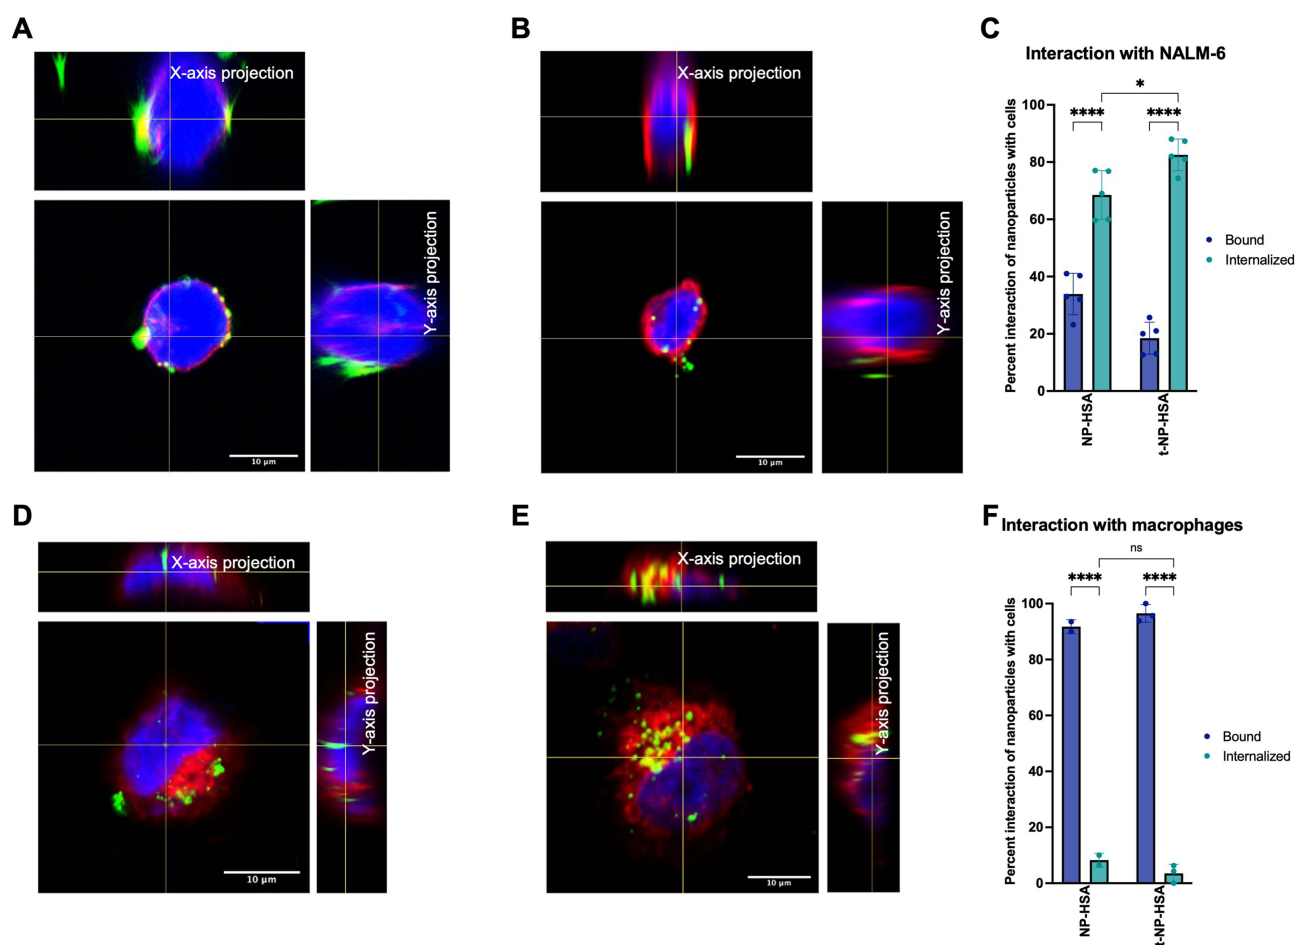 A
X-axis projection
Y-axis projection
10 µm
B
X-axis projection
Y-axis projection
10 µm
C
Interaction with NALM-6
*
**** ****
Percent interaction of nanoparticles with cells
100
80
60
40
20
0
NP-HSA
t-NP-HSA
Bound
Internalized
D
X-axis projection
Y-axis projection
10 µm
E
X-axis projection
Y-axis projection
10 µm
F
Interaction with macrophages
ns
**** ****
Percent interaction of nanoparticles with cells
100
80
60
40
20
0
NP-HSA
t-NP-HSA
Bound
Internalized